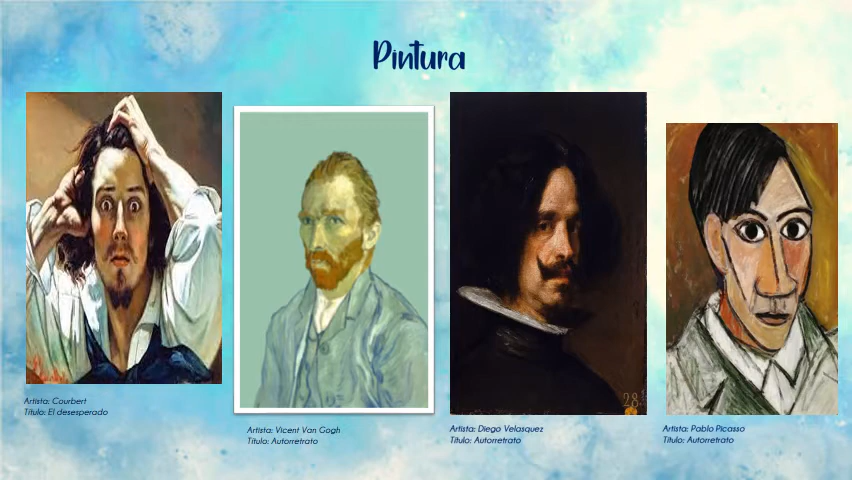 Pintura
Artista: Courbert
Título: El desesperado
Artista: Vicent Van Gogh
Título: Autorretrato
28.
Artista: Diego Velasquez
Título: Autorretrato
Artista: Pablo Picasso
Título: Autorretrato